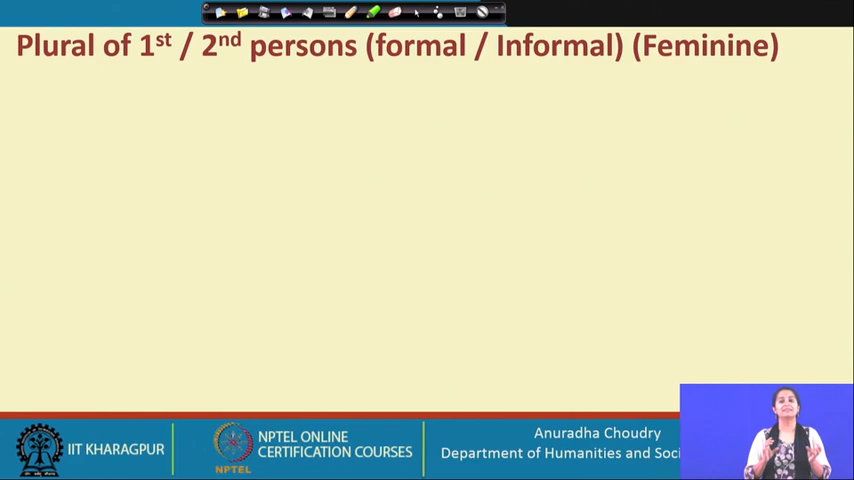 Plural of 1st / 2nd persons (formal / Informal) (Feminine)
IIT KHARAGPUR
NPTEL
NPTEL ONLINE
CERTIFICATION COURSES
Anuradha Choudry
Department of Humanities and Soci